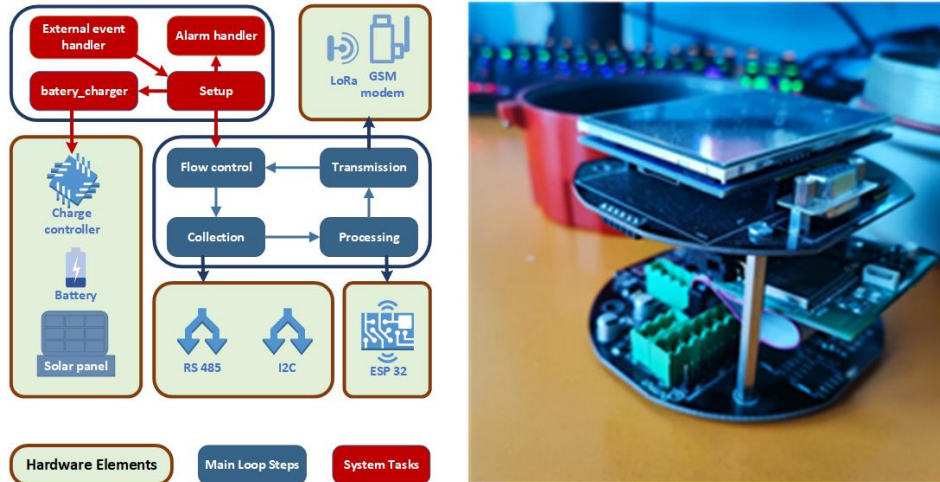 External event
handler
Alarm handler
batery_charger
Setup
LoRa
GSM
modem
Flow control
Transmission
Collection
Processing
Charge
controller
Battery
Solar panel
RS 485
I2C
ESP 32
Hardware Elements
Main Loop Steps
System Tasks